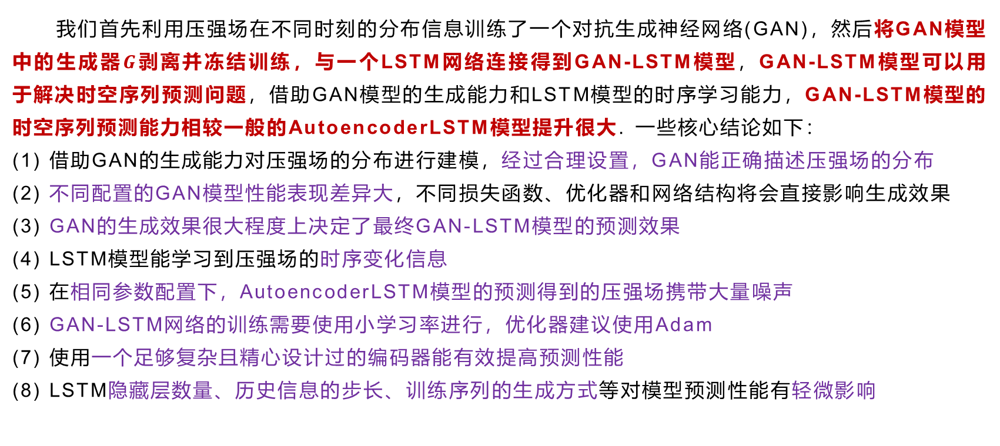 我们首先利用压强场在不同时刻的分布信息训练了一个对抗生成神经网络(GAN)，然后将GAN模型
中的生成器G剥离并冻结训练，与一个LSTM网络连接得到GAN-LSTM模型，GAN-LSTM模型可以用
于解决时空序列预测问题，借助GAN模型的生成能力和LSTM模型的时序学习能力，GAN-LSTM模型的
时空序列预测能力相较一般的AutoencoderLSTM模型提升很大. 一些核心结论如下：
(1) 借助GAN的生成能力对压强场的分布进行建模，经过合理设置，GAN能正确描述压强场的分布
(2) 不同配置的GAN模型性能表现差异大，不同损失函数、优化器和网络结构将会直接影响生成效果
(3) GAN的生成效果很大程度上决定了最终GAN-LSTM模型的预测效果
(4) LSTM模型能学习到压强场的时序变化信息
(5) 在相同参数配置下，AutoencoderLSTM模型的预测得到的压强场携带大量噪声
(6) GAN-LSTM网络的训练需要使用小学习率进行，优化器建议使用Adam
(7) 使用一个足够复杂且精心设计过的编码器能有效提高预测性能
(8) LSTM隐藏层数量、历史信息的步长、训练序列的生成方式等对模型预测性能有轻微影响